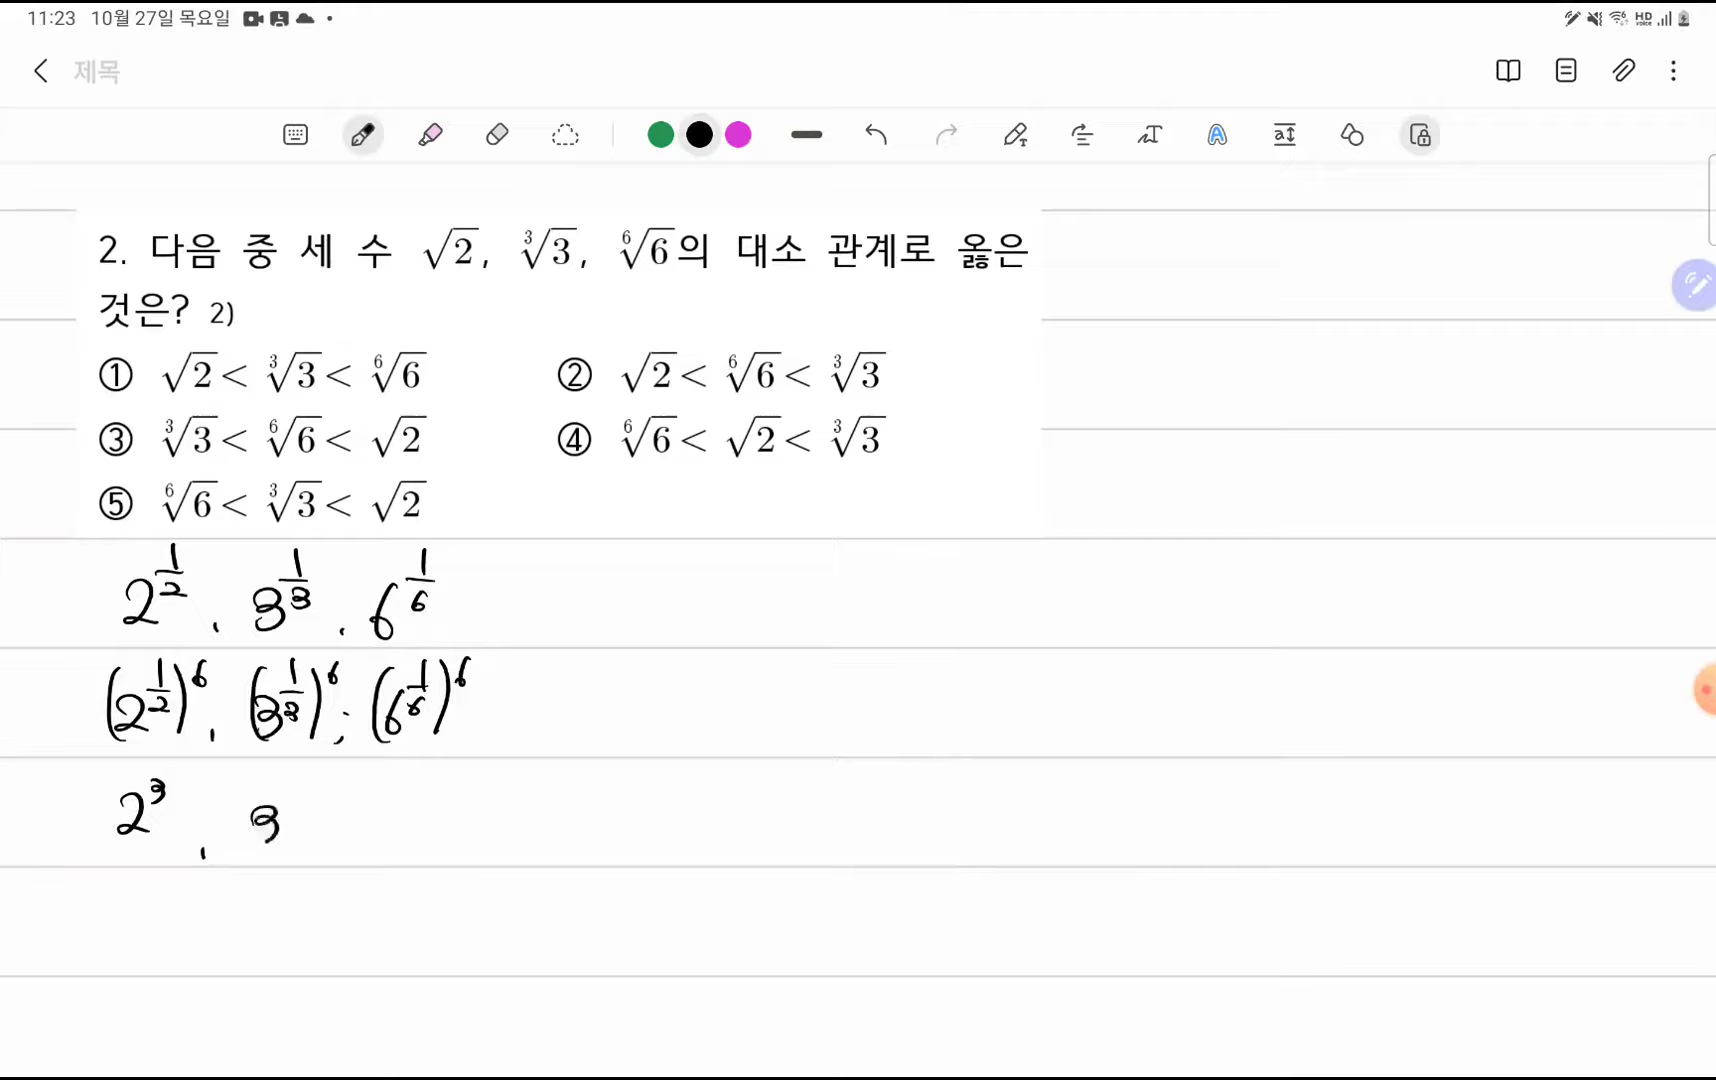 11:23 10월 27일 목요일
HD voice
제목
2. 다음 중 세 수 √2, ∛3, ⁶√6의 대소 관계로 옳은
것은? 2)
① √2 < ∛3 < ⁶√6 ② √2 < ⁶√6 < ∛3
③ ∛3 < ⁶√6 < √2 ④ ⁶√6 < √2 < ∛3
⑤ ⁶√6 < ∛3 < √2
2^(1/2) , 3^(1/3) , 6^(1/6)
(2^(1/2))^6 , (3^(1/3))^6 ; (6^(1/6))^6
2^3 , 3